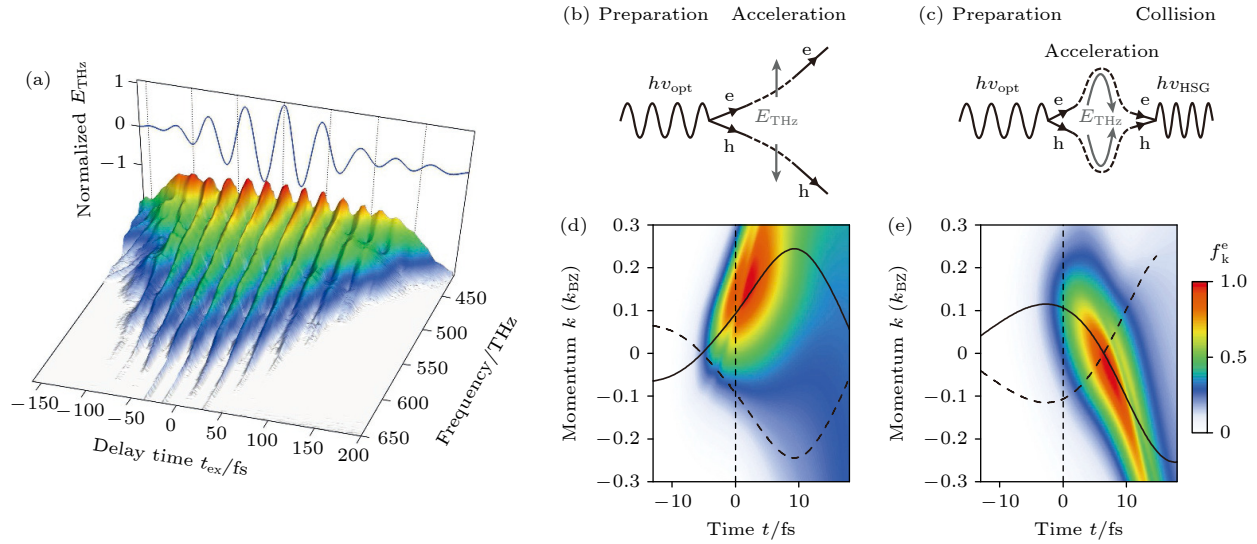 (a)
Normalized E_THz
1
0
−1
−150
−100
−50
0
50
100
150
200
Delay time t_ex/fs
450
500
550
600
650
Frequency/THz
(b) Preparation Acceleration
hν_opt
e
E_THz
h
(c) Preparation Collision
Acceleration
hν_opt
e
E_THz
h
e
h
hν_HSG
(d)
0.3
0.2
0.1
0
−0.1
−0.2
−0.3
Momentum k (k_BZ)
−10 0 10
Time t/fs
(e)
0.3
0.2
0.1
0
−0.1
−0.2
−0.3
Momentum k (k_BZ)
−10 0 10
Time t/fs
f_k^e
1.0
0.5
0